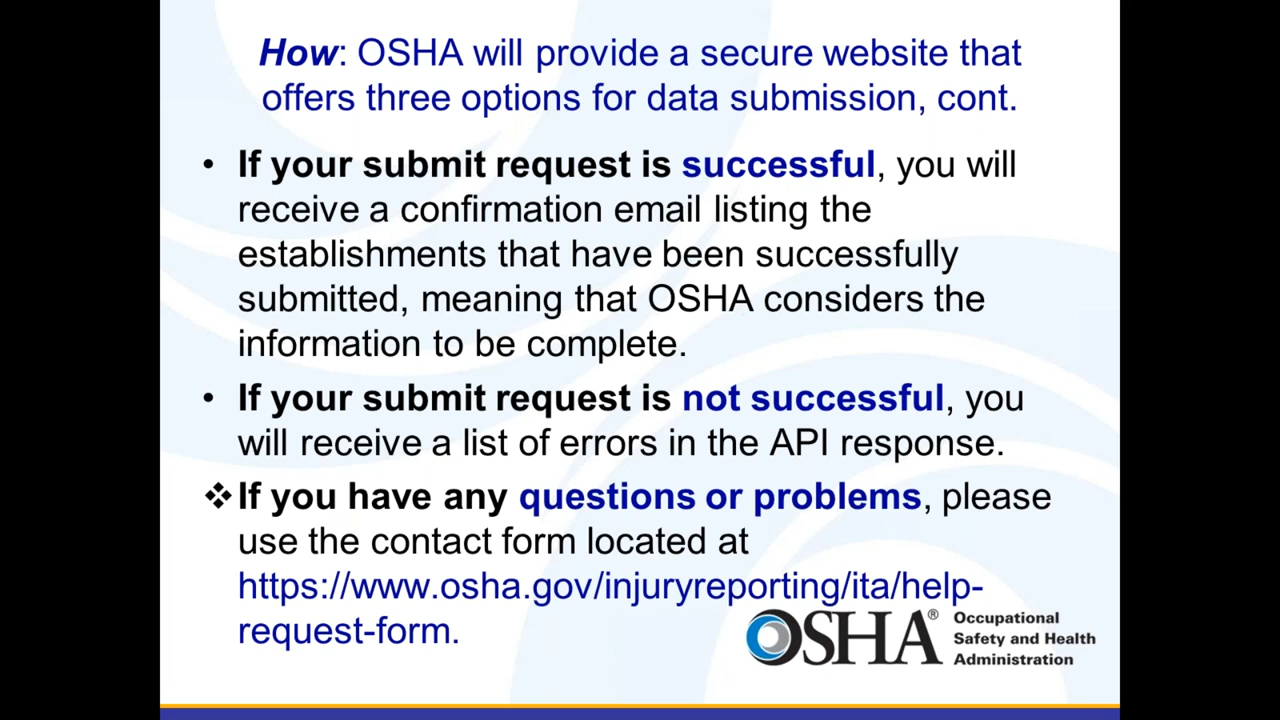 How: OSHA will provide a secure website that
offers three options for data submission, cont.
• If your submit request is successful, you will
receive a confirmation email listing the
establishments that have been successfully
submitted, meaning that OSHA considers the
information to be complete.
• If your submit request is not successful, you
will receive a list of errors in the API response.
❖If you have any questions or problems, please
use the contact form located at
https://www.osha.gov/injuryreporting/ita/help-
request-form.
OSHA®
Occupational
Safety and Health
Administration